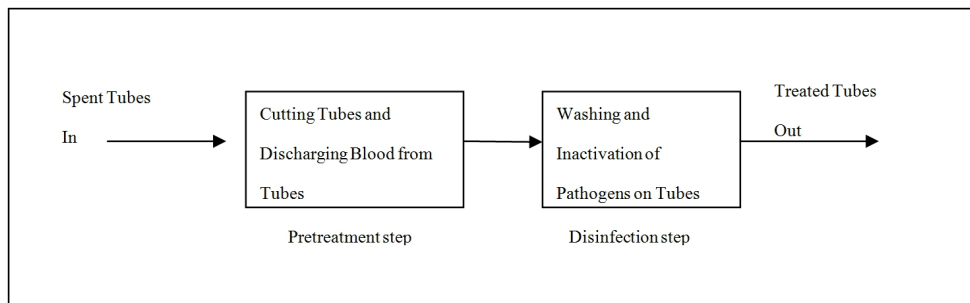 Spent Tubes
In
Cutting Tubes and
Discharging Blood from
Tubes
Pretreatment step
Washing and
Inactivation of
Pathogens on Tubes
Disinfection step
Treated Tubes
Out